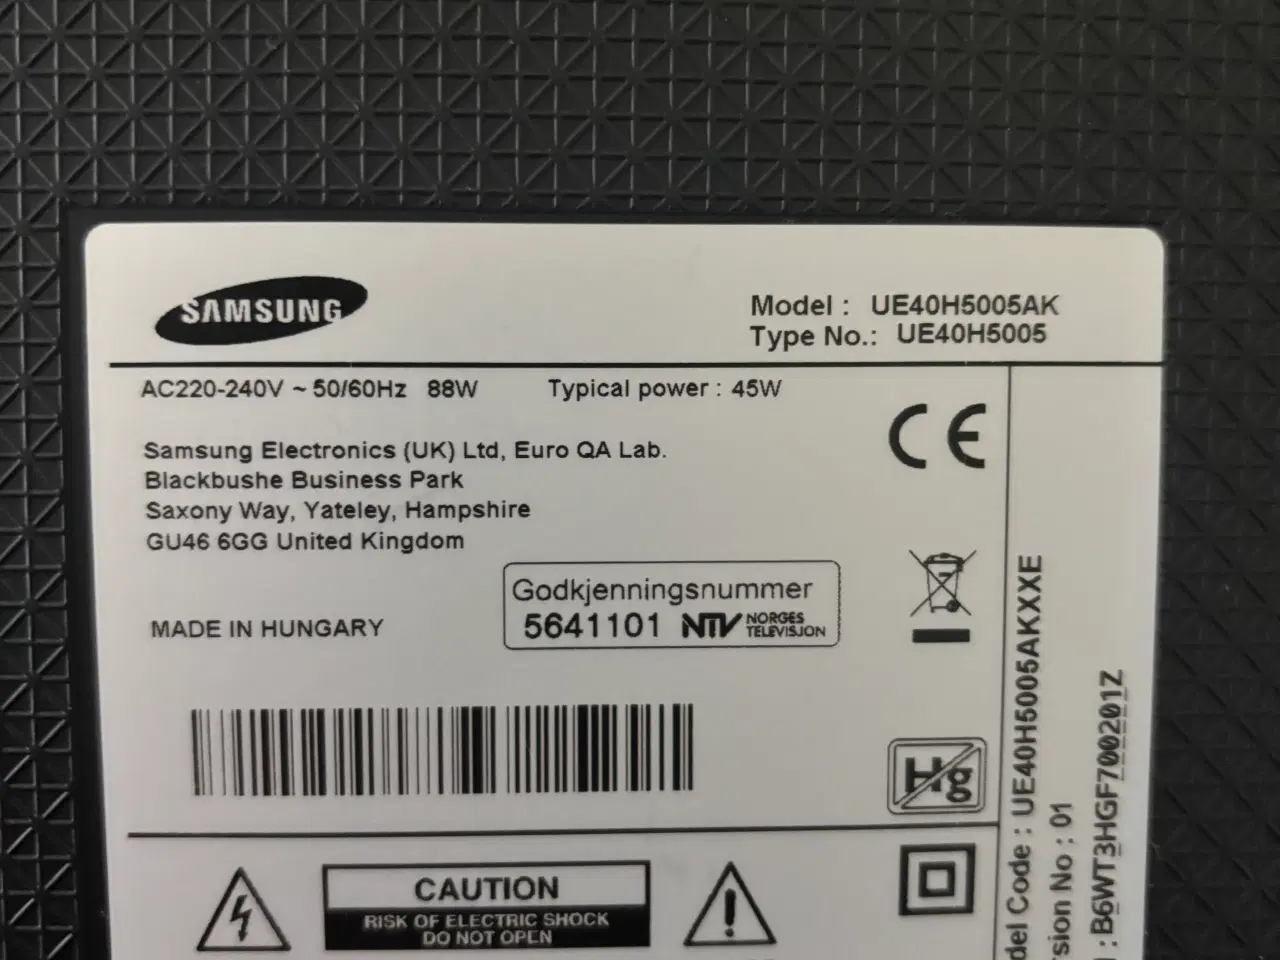 SAMSUNG
Model : UE40H5005AK
Type No.: UE40H5005
AC220-240V ~ 50/60Hz 88W Typical power : 45W
Samsung Electronics (UK) Ltd, Euro QA Lab.
Blackbushe Business Park
Saxony Way, Yateley, Hampshire
GU46 6GG United Kingdom
CE
MADE IN HUNGARY
Godkjenningsnummer
5641101 NTV NORGES
TELEVISJON
Hg
CAUTION
RISK OF ELECTRIC SHOCK
DO NOT OPEN
del Code : UE40H5005AKXXE
sion No : 01
: B6WT3HGF700201Z